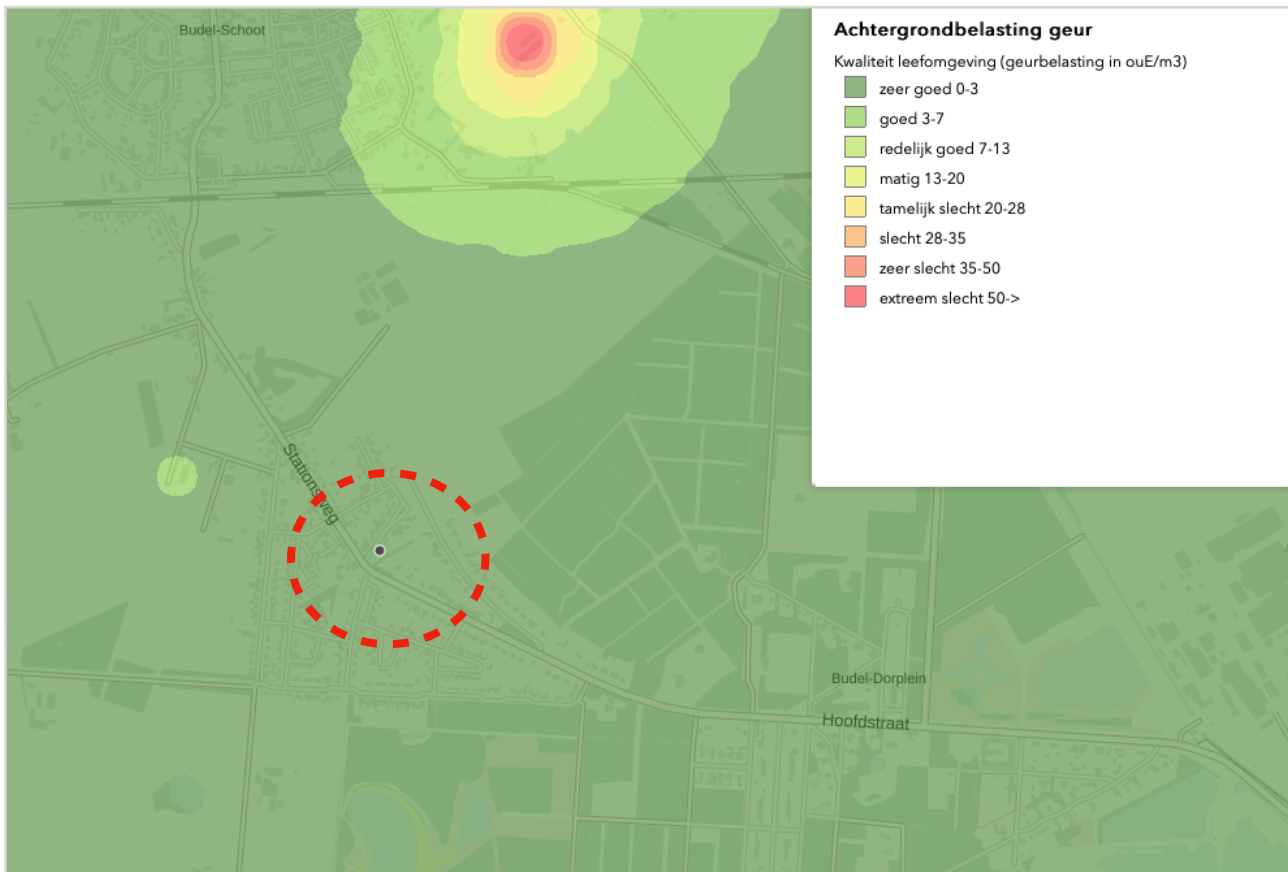 Budel-Schoot
Achtergrondbelasting geur
Kwaliteit leefomgeving (geurbelasting in ouE/m3)
zeer goed 0-3
goed 3-7
redelijk goed 7-13
matig 13-20
tamelijk slecht 20-28
slecht 28-35
zeer slecht 35-50
extreem slecht 50->
Stationsweg
Budel-Dorplein
Hoofdstraat